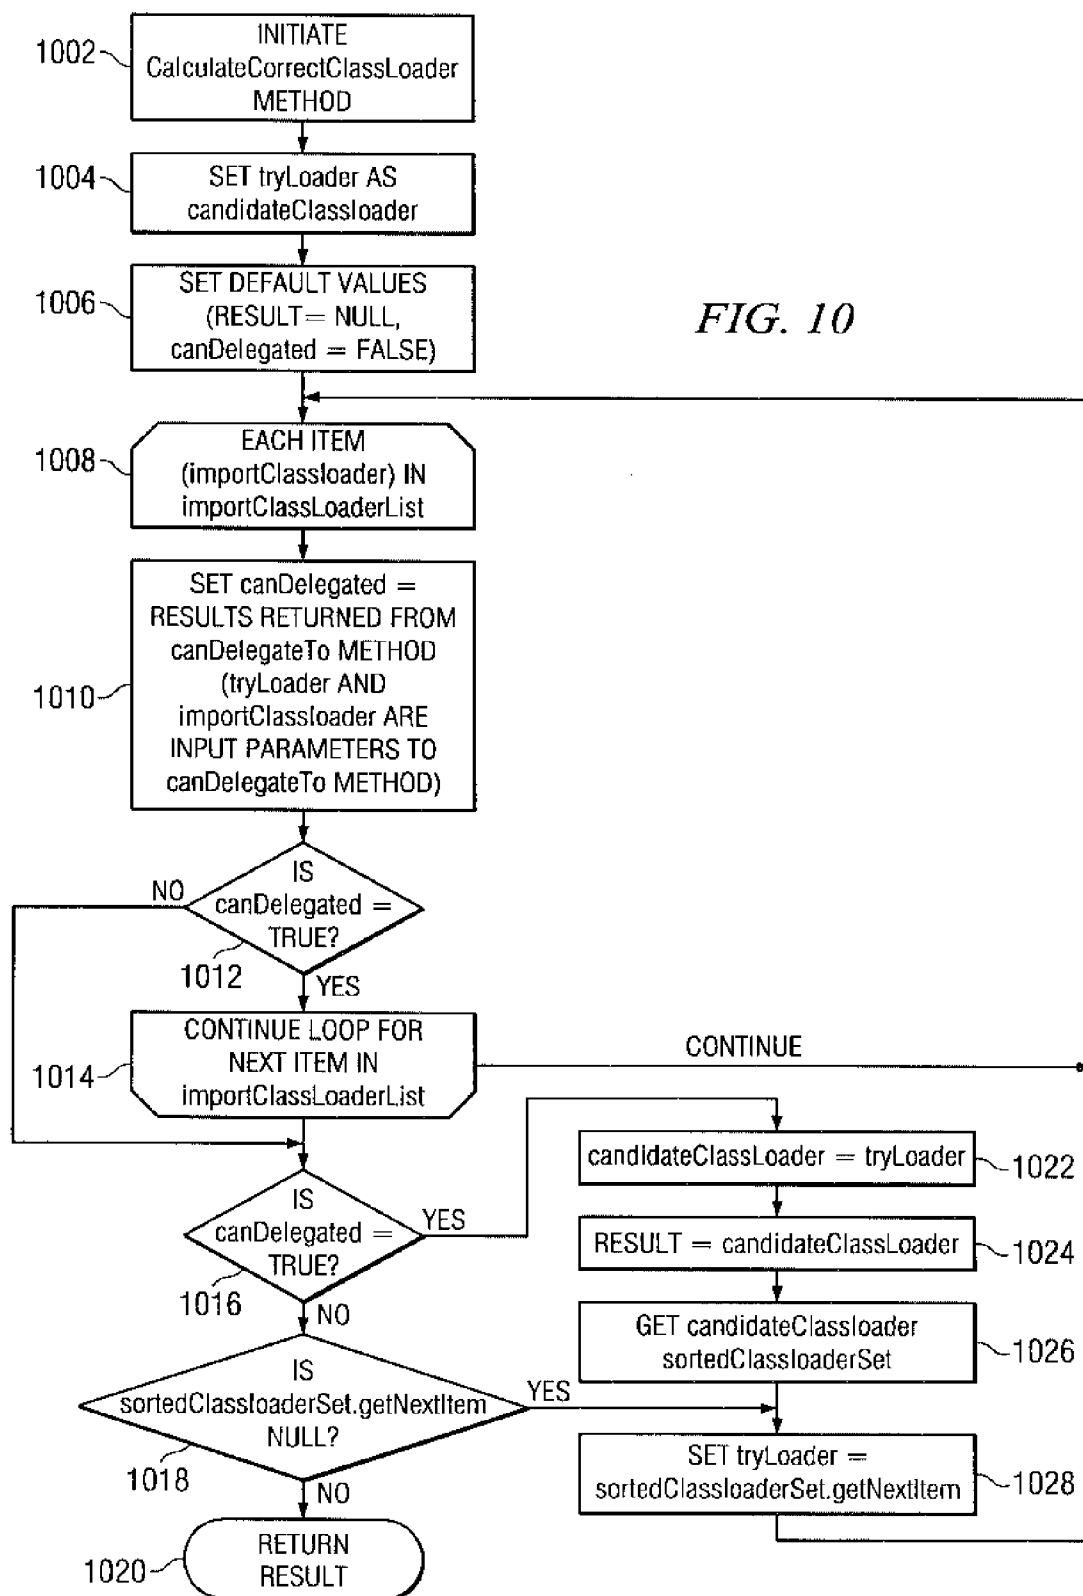 1002
INITIATE
CalculateCorrectClassLoader
METHOD
1004
SET tryLoader AS
candidateClassloader
1006
SET DEFAULT VALUES
(RESULT= NULL,
canDelegated = FALSE)
FIG. 10
1008
EACH ITEM
(importClassloader) IN
importClassLoaderList
1010
SET canDelegated =
RESULTS RETURNED FROM
canDelegateTo METHOD
(tryLoader AND
importClassloader ARE
INPUT PARAMETERS TO
canDelegateTo METHOD)
NO
IS
canDelegated =
TRUE?
1012
YES
1014
CONTINUE LOOP FOR
NEXT ITEM IN
importClassLoaderList
CONTINUE
IS
canDelegated =
TRUE?
1016
YES
NO
candidateClassLoader = tryLoader
1022
RESULT = candidateClassLoader
1024
GET candidateClassloader
sortedClassloaderSet
1026
IS
sortedClassloaderSet.getNextItem
NULL?
1018
YES
NO
SET tryLoader =
sortedClassloaderSet.getNextItem
1028
1020
RETURN
RESULT